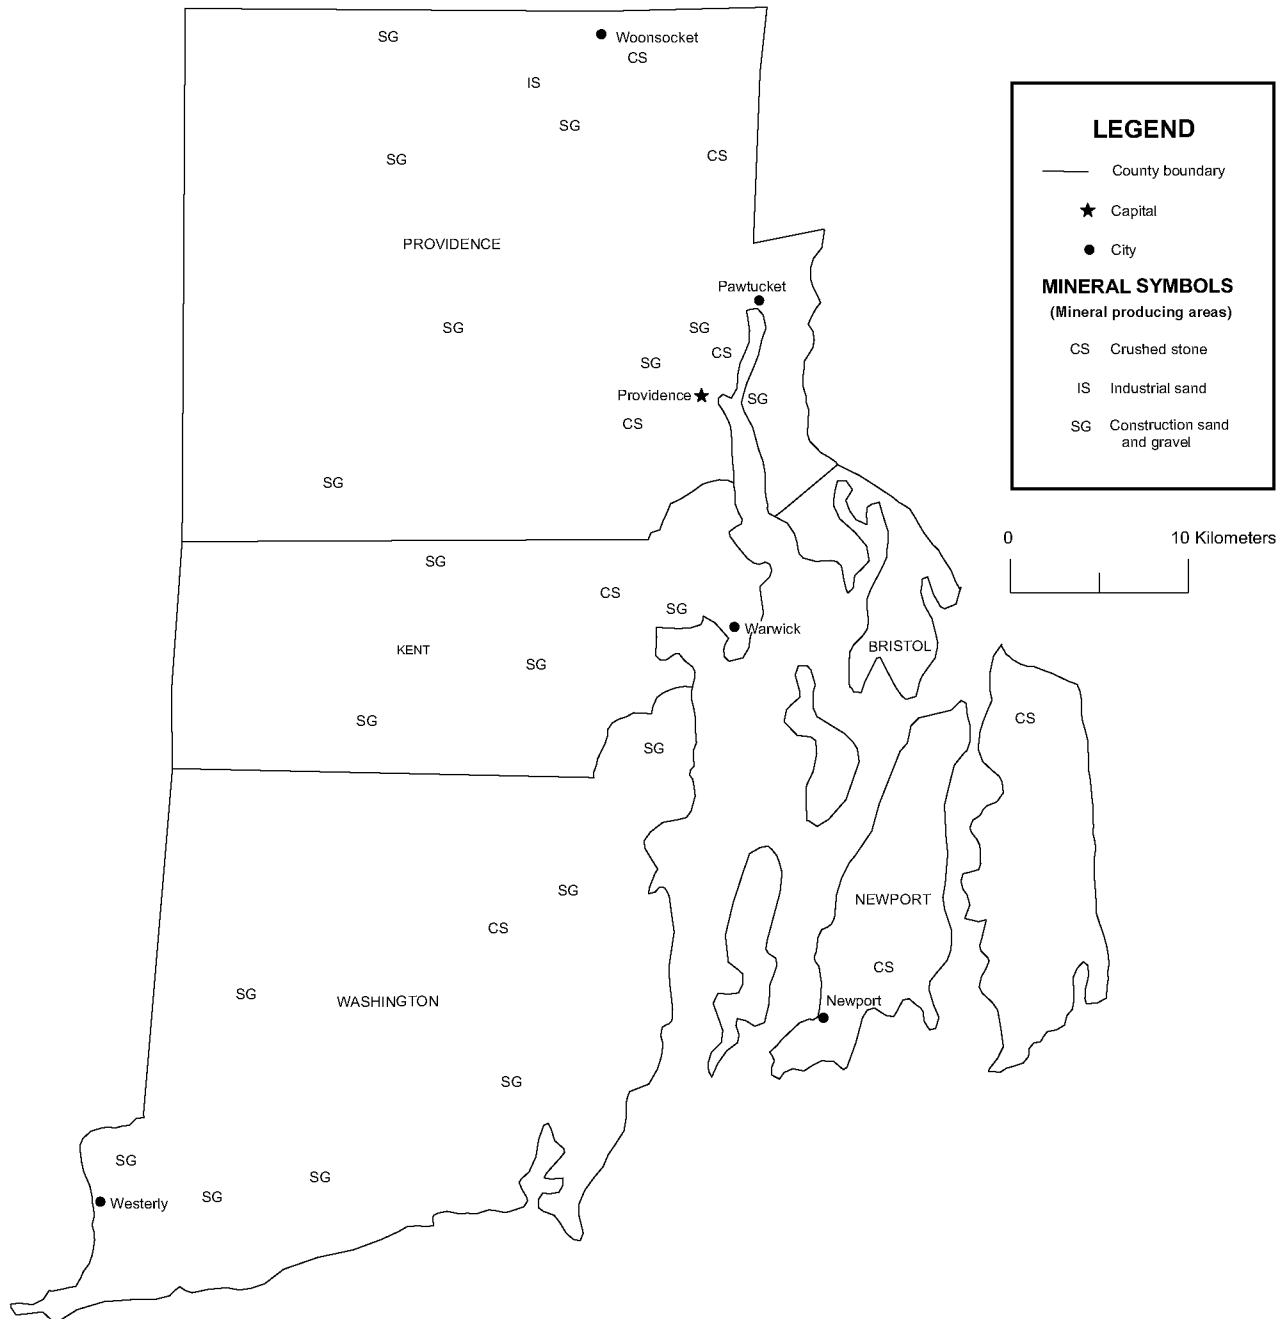 SG
Woonsocket
CS
IS
SG
SG
CS
PROVIDENCE
Pawtucket
SG
SG
CS
SG
Providence
SG
CS
SG
SG
CS
SG
Warwick
KENT
BRISTOL
SG
SG
CS
SG
SG
NEWPORT
CS
CS
SG
WASHINGTON
Newport
SG
SG
SG
SG
Westerly
LEGEND
County boundary
Capital
City
MINERAL SYMBOLS
(Mineral producing areas)
CS Crushed stone
IS Industrial sand
SG Construction sand
and gravel
0 10 Kilometers